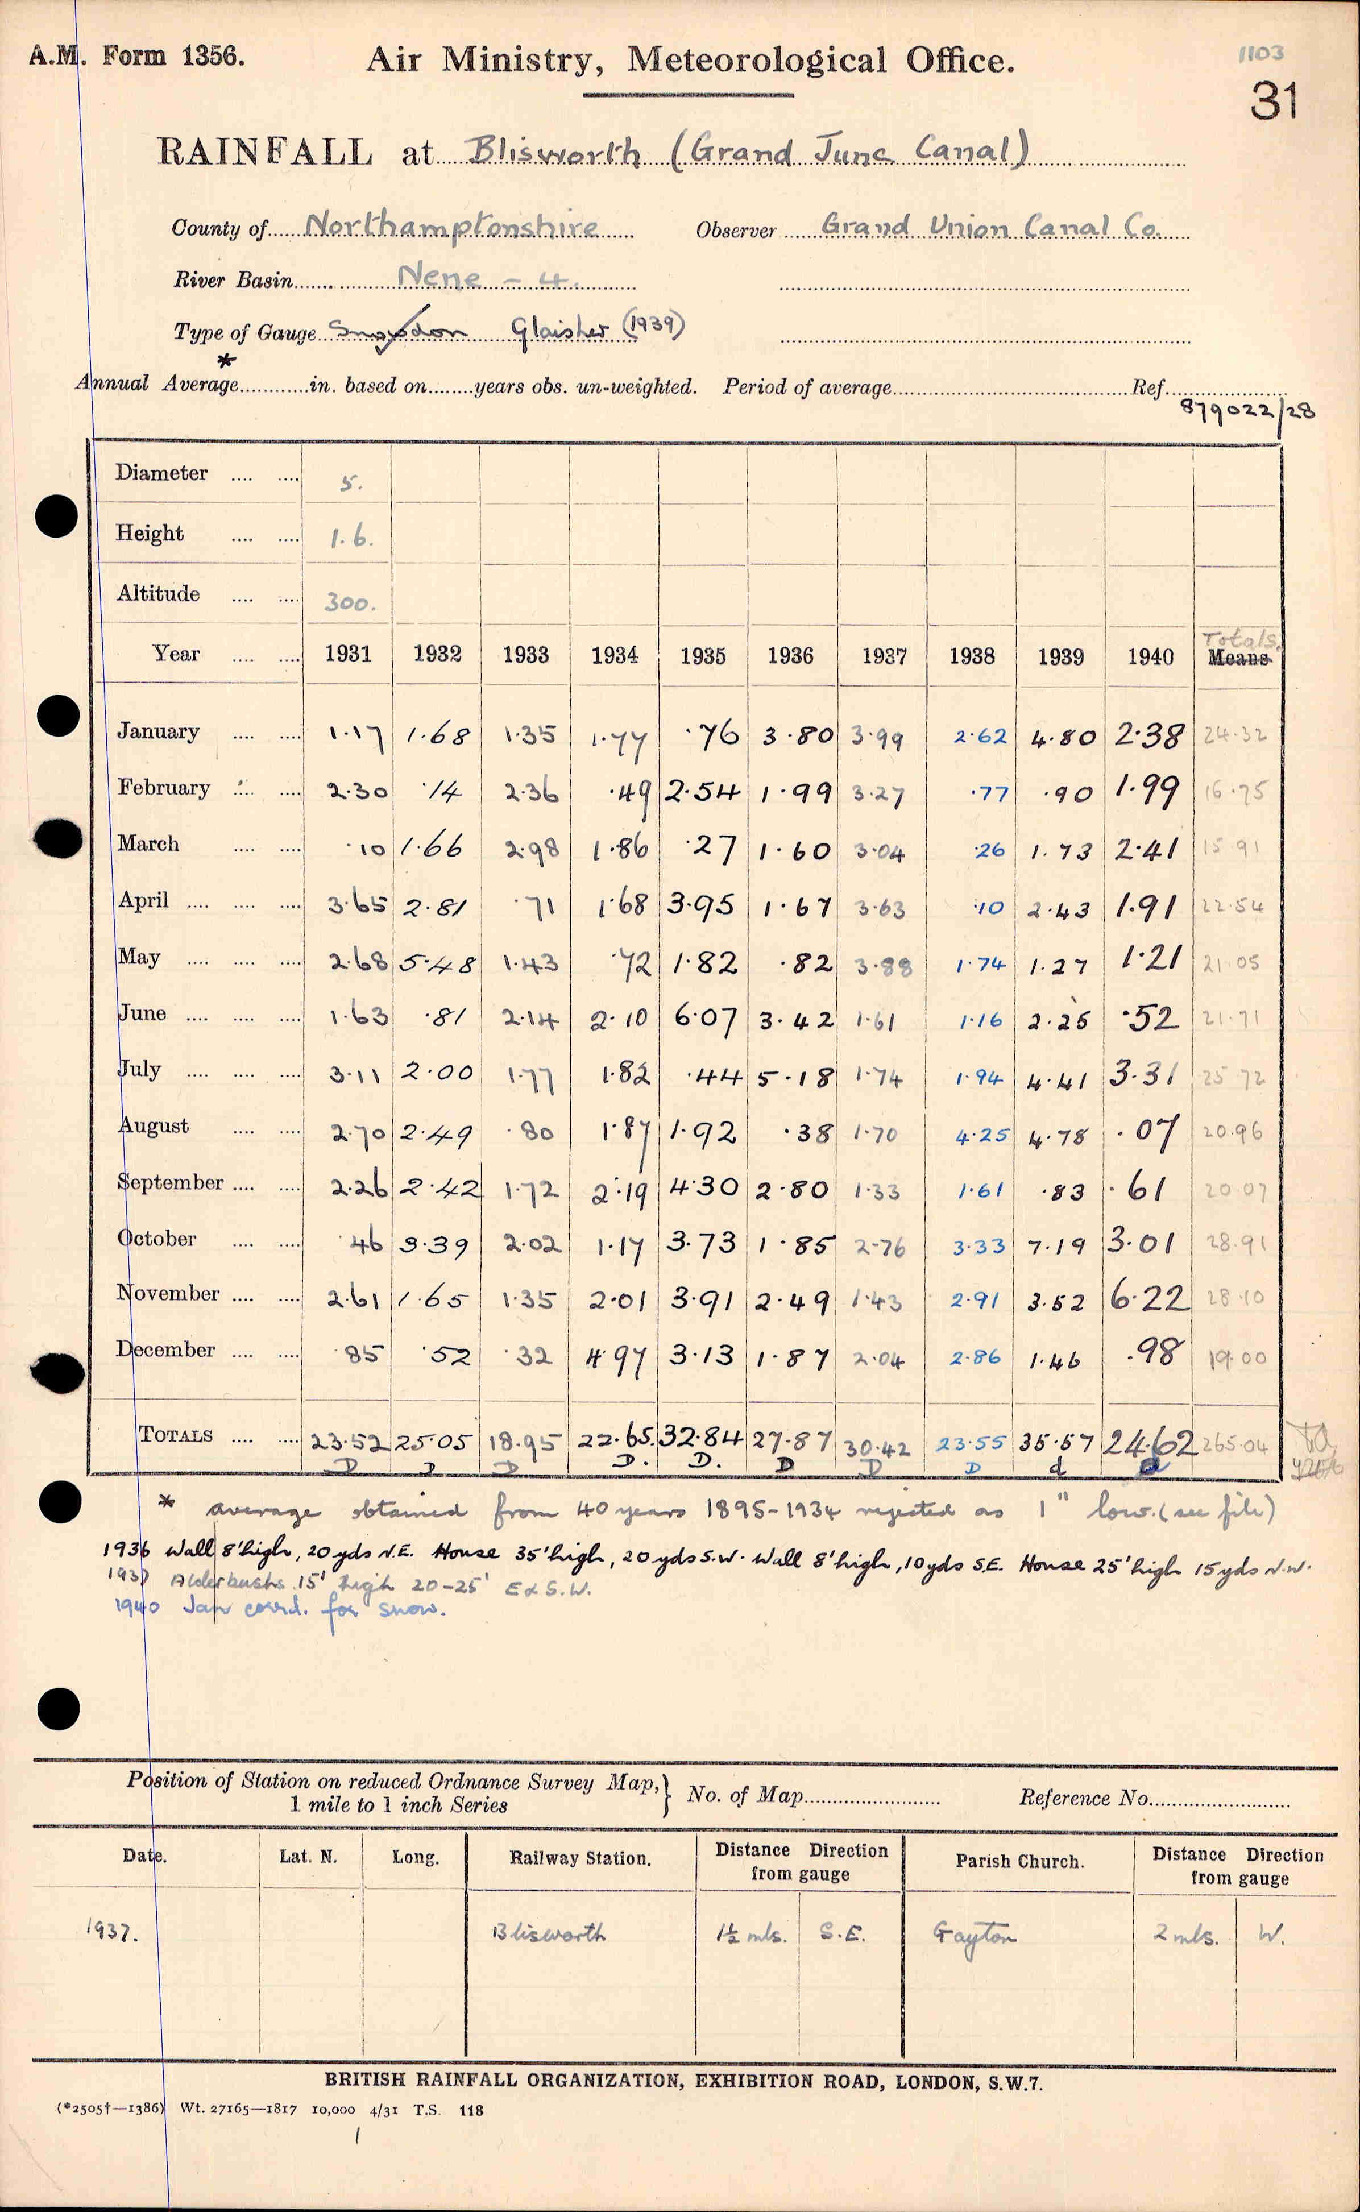 1103
A.M. Form 1356.
Air Ministry, Meteorological Office.
31
RAINFALL at Blisworth (Grand Junc Canal)
County of Northamptonshire Observer Grand Union Canal Co.
River Basin Nene - 4.
Type of Gauge Snowdon Glaisher (1939)
*
Annual Average in. based on years obs. un-weighted. Period of average Ref.
879022/28
Diameter 5.
Height 1.6.
Altitude 300.
Totals.
Year 1931 1932 1933 1934 1935 1936 1937 1938 1939 1940 Means
January 1.17 1.68 1.35 1.77 .76 3.80 3.99 2.62 4.80 2.38 24.32
February 2.30 .14 2.36 .49 2.54 1.99 3.27 .77 .90 1.99 16.75
March .10 1.66 2.98 1.86 .27 1.60 3.04 .26 1.73 2.41 15.91
April 3.65 2.81 .71 1.68 3.95 1.67 3.63 .10 2.43 1.91 22.54
May 2.68 5.48 1.43 .72 1.82 .82 3.88 1.74 1.27 1.21 21.05
June 1.63 .81 2.14 2.10 6.07 3.42 1.61 1.16 2.25 .52 21.71
July 3.11 2.00 1.77 1.82 .44 5.18 1.74 1.94 4.41 3.31 25.72
August 2.70 2.49 .80 1.87 1.92 .38 1.70 4.25 4.78 .07 20.96
September 2.26 2.42 1.72 2.19 4.30 2.80 1.33 1.61 .83 .61 20.07
October .46 3.39 2.02 1.17 3.73 1.85 2.76 3.33 7.19 3.01 28.91
November 2.61 1.65 1.35 2.01 3.91 2.49 1.43 2.91 3.52 6.22 28.10
December .85 .52 .32 4.97 3.13 1.87 2.04 2.86 1.46 .98 19.00
TOTALS 23.52 25.05 18.95 22.65. 32.84 27.87 30.42 23.55 35.57 24.62 265.04
D D D D. D. D D D d d
* average obtained from 40 years 1895-1934 rejected as 1" low. (see file)
1936 Wall 8' high, 20 yds N.E. House 35' high, 20 yds S.W. Wall 8' high, 10 yds S.E. House 25' high 15 yds N.W.
1937 Alderbushs 15' high 20-25' E & S.W.
1940 Jan corrd. for snow.
Position of Station on reduced Ordnance Survey Map, } No. of Map Reference No.
1 mile to 1 inch Series
Date. Lat. N. Long. Railway Station. Distance Direction from gauge Parish Church. Distance Direction from gauge
1937. Blisworth 1½ mls. S.E. Gayton 2 mls. W.
BRITISH RAINFALL ORGANIZATION, EXHIBITION ROAD, LONDON, S.W.7.
(*2505†—1386) Wt. 27165—1817 10,000 4/31 T.S. 118